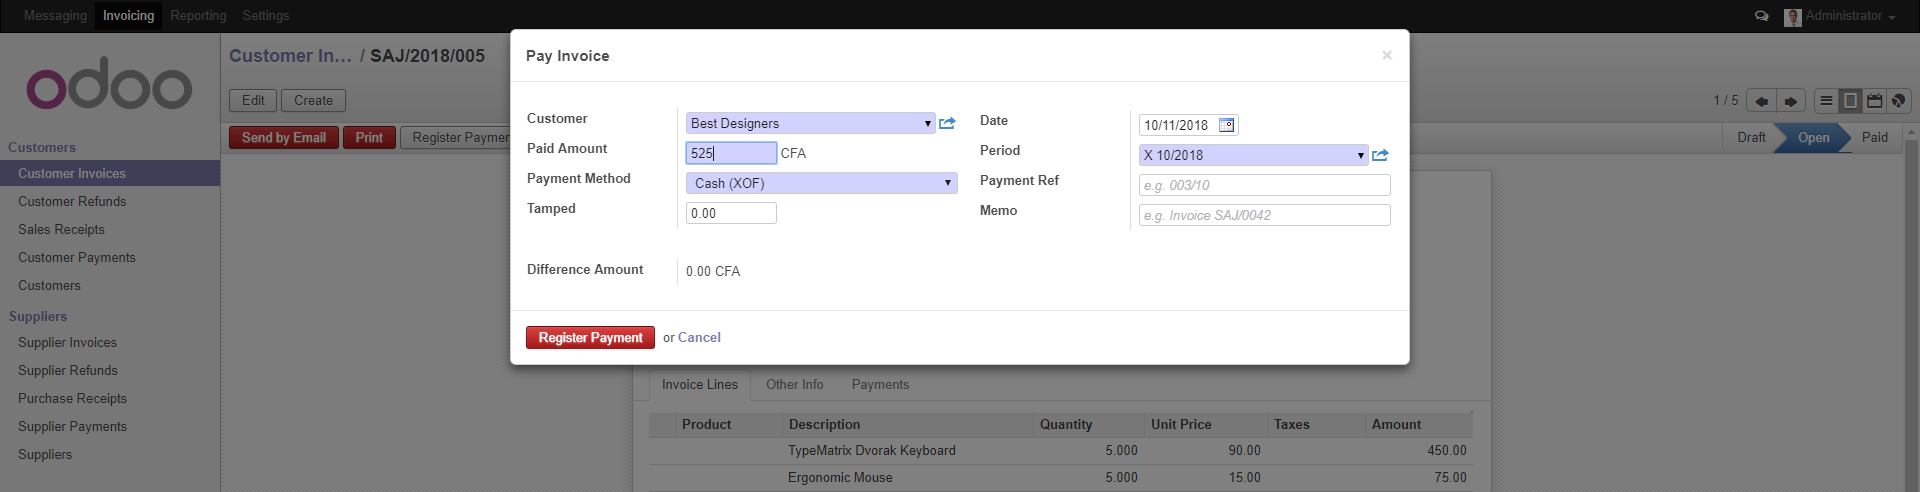 Messaging Invoicing Reporting Settings Administrator
odoo
Customer In... / SAJ/2018/005
Edit Create
1 / 5
Send by Email Print Register Paymen
Draft Open Paid
Customers
Customer Invoices
Customer Refunds
Sales Receipts
Customer Payments
Customers
Suppliers
Supplier Invoices
Supplier Refunds
Purchase Receipts
Supplier Payments
Suppliers
Pay Invoice ×
Customer Best Designers
Date 10/11/2018
Paid Amount 525 CFA
Period X 10/2018
Payment Method Cash (XOF)
Payment Ref e.g. 003/10
Tamped 0.00
Memo e.g. Invoice SAJ/0042
Difference Amount 0.00 CFA
Register Payment or Cancel
Invoice Lines Other Info Payments
Product Description Quantity Unit Price Taxes Amount
TypeMatrix Dvorak Keyboard 5.000 90.00 450.00
Ergonomic Mouse 5.000 15.00 75.00